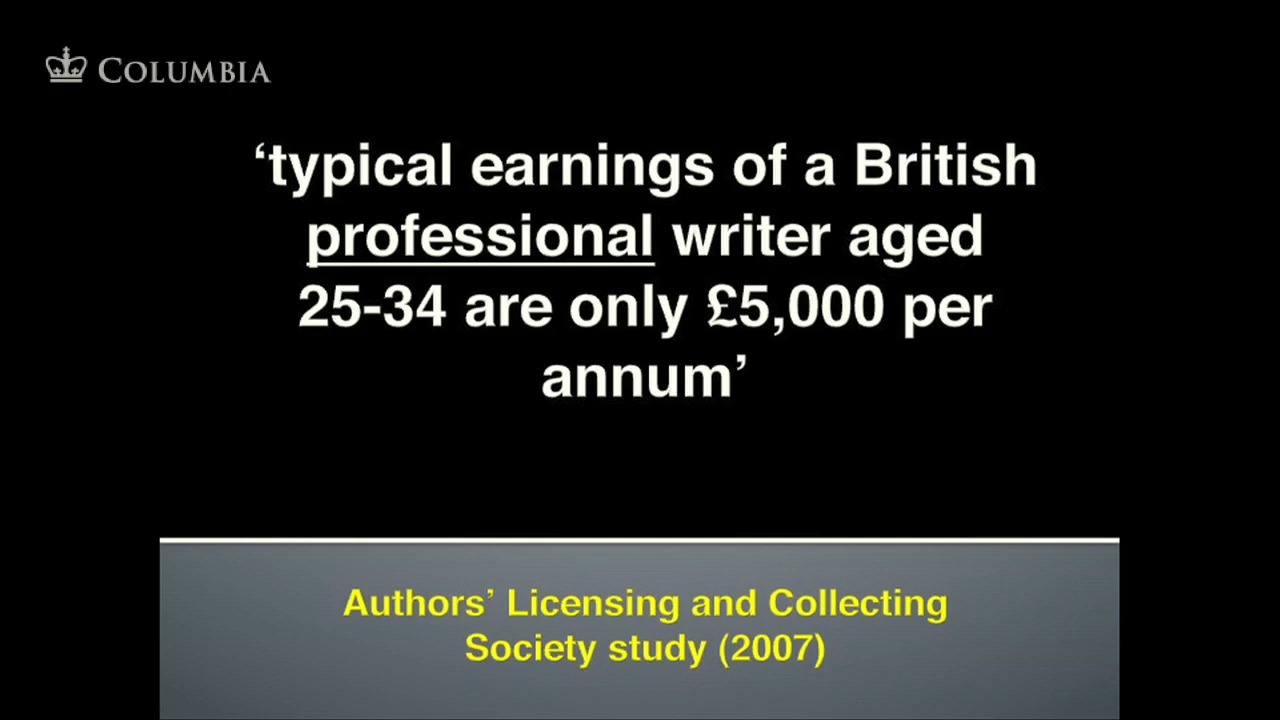 COLUMBIA
‘typical earnings of a British
professional writer aged
25-34 are only £5,000 per
annum’
Authors’ Licensing and Collecting
Society study (2007)